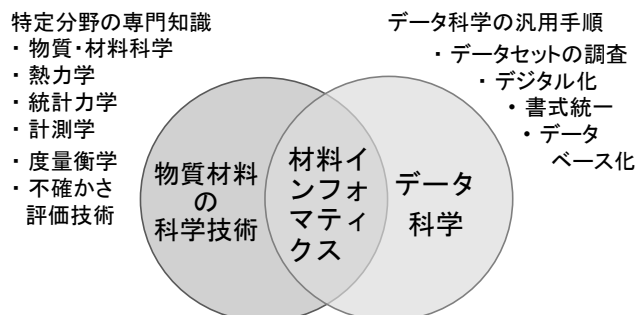 特定分野の専門知識
・物質・材料科学
・熱力学
・統計力学
・計測学
・度量衡学
・不確かさ
評価技術
データ科学の汎用手順
・データセットの調査
・デジタル化
・書式統一
・データ
ベース化
物質材料
の
科学技術
材料イ
ンフォ
マティ
クス
データ
科学